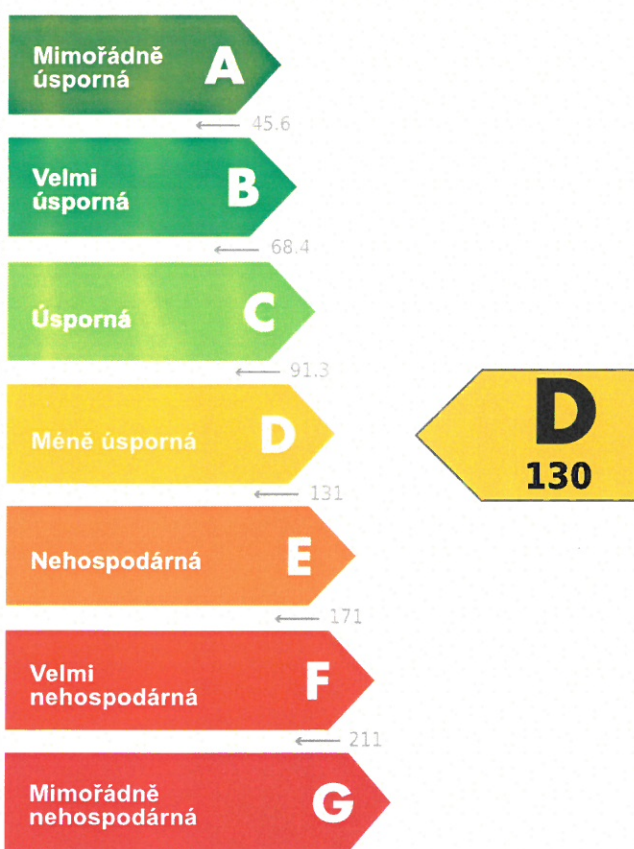 Mimořádně
úsporná
A
45.6
Velmi
úsporná
B
68.4
Úsporná
C
91.3
Méně úsporná
D
131
D
130
Nehospodárná
E
171
Velmi
nehospodárná
F
211
Mimořádně
nehospodárná
G